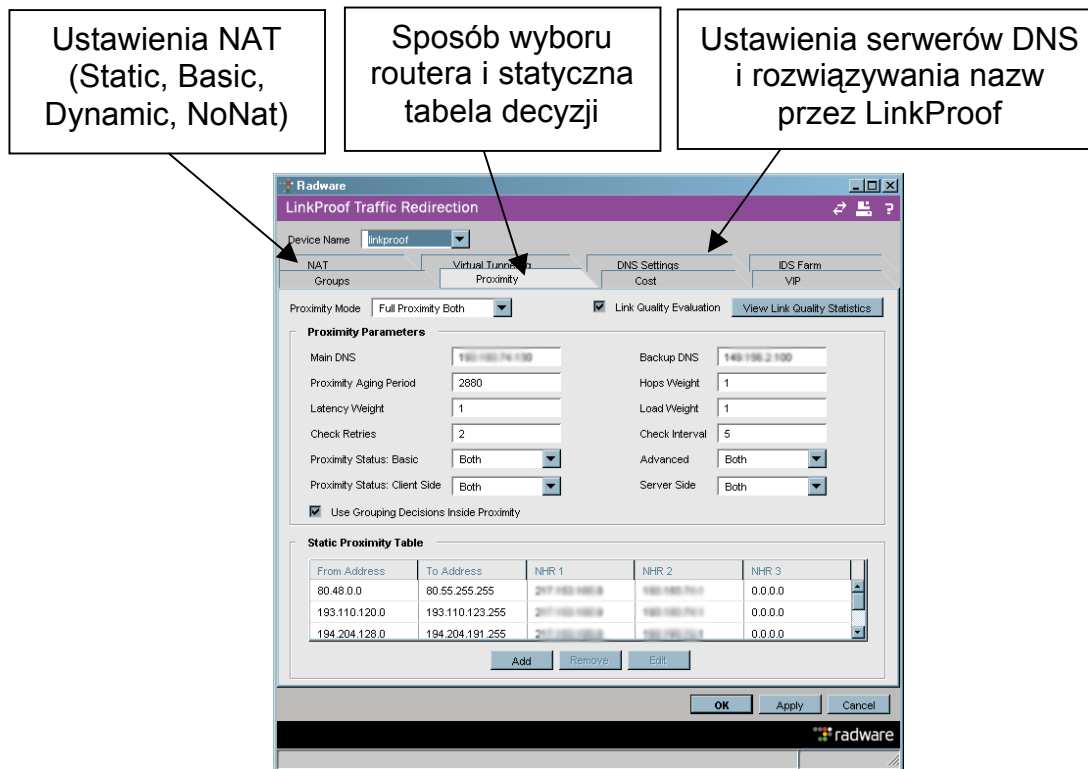 Ustawienia NAT
(Static, Basic,
Dynamic, NoNat)
Sposób wyboru
routera i statyczna
tabela decyzji
Ustawienia serwerów DNS
i rozwiązywania nazw
przez LinkProof
Radware
LinkProof Traffic Redirection
Device Name linkproof
NAT Virtual Tunneling DNS Settings IDS Farm
Groups Proximity Cost VIP
Proximity Mode Full Proximity Both Link Quality Evaluation View Link Quality Statistics
Proximity Parameters
Main DNS Backup DNS
Proximity Aging Period 2880 Hops Weight 1
Latency Weight 1 Load Weight 1
Check Retries 2 Check Interval 5
Proximity Status: Basic Both Advanced Both
Proximity Status: Client Side Both Server Side Both
Use Grouping Decisions Inside Proximity
Static Proximity Table
From Address To Address NHR 1 NHR 2 NHR 3
80.48.0.0 80.55.255.255 0.0.0.0
193.110.120.0 193.110.123.255 0.0.0.0
194.204.128.0 194.204.191.255 0.0.0.0
Add Remove Edit
OK Apply Cancel
radware